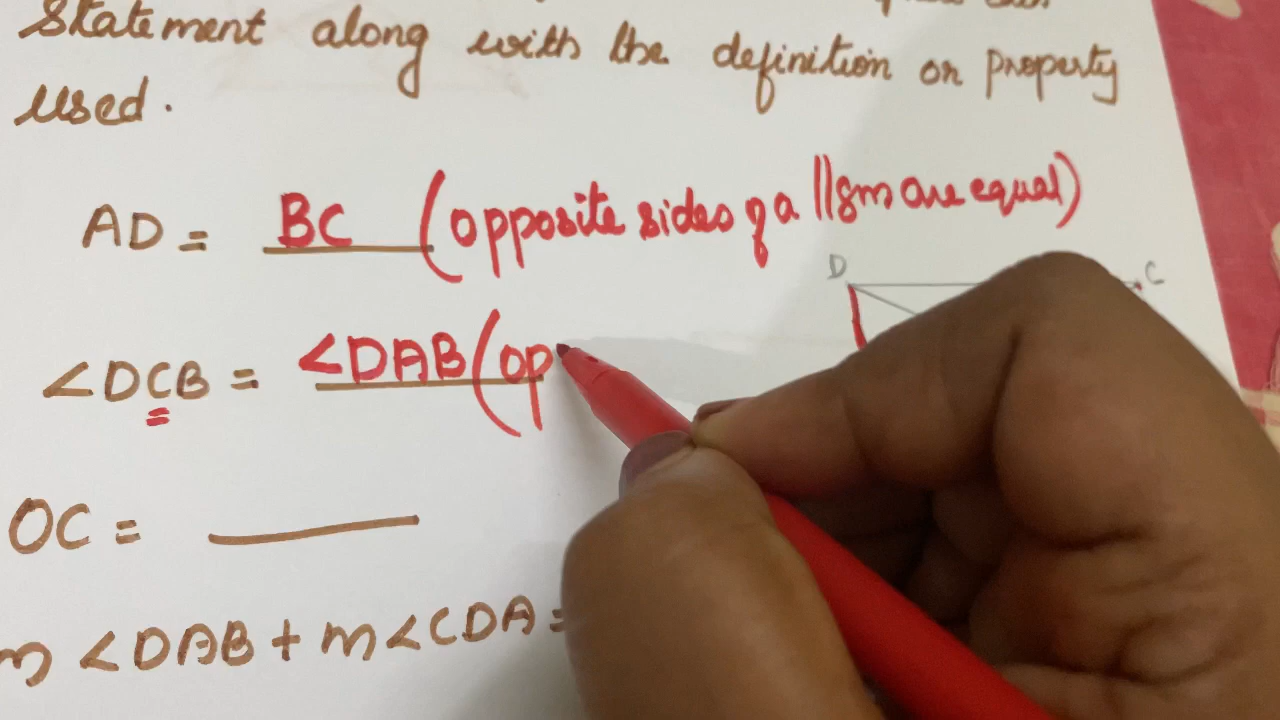 Statement along with the definition or property
used.
AD = BC (opposite sides of a ||gm are equal)
D C
∠DCB = ∠DAB (op
OC =
m ∠DAB + m ∠CDA =